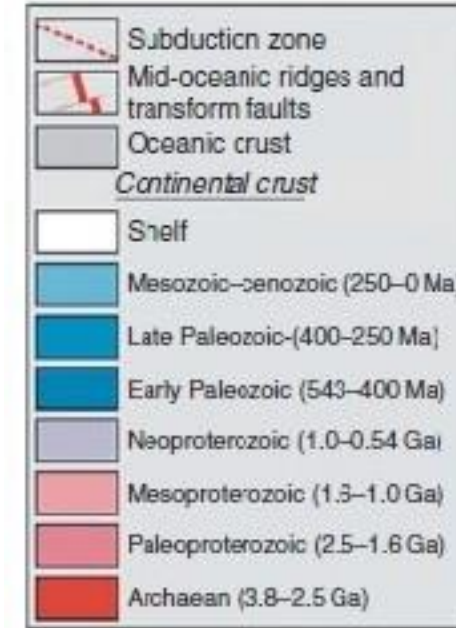 Subduction zone
Mid-oceanic ridges and
transform faults
Oceanic crust
Continental crust
Shelf
Mesozoic–cenozoic (250–0 Ma)
Late Paleozoic-(400–250 Ma)
Early Paleozoic (543–400 Ma)
Neoproterozoic (1.0–0.54 Ga)
Mesoproterozoic (1.6–1.0 Ga)
Paleoproterozoic (2.5–1.6 Ga)
Archaean (3.8–2.5 Ga)